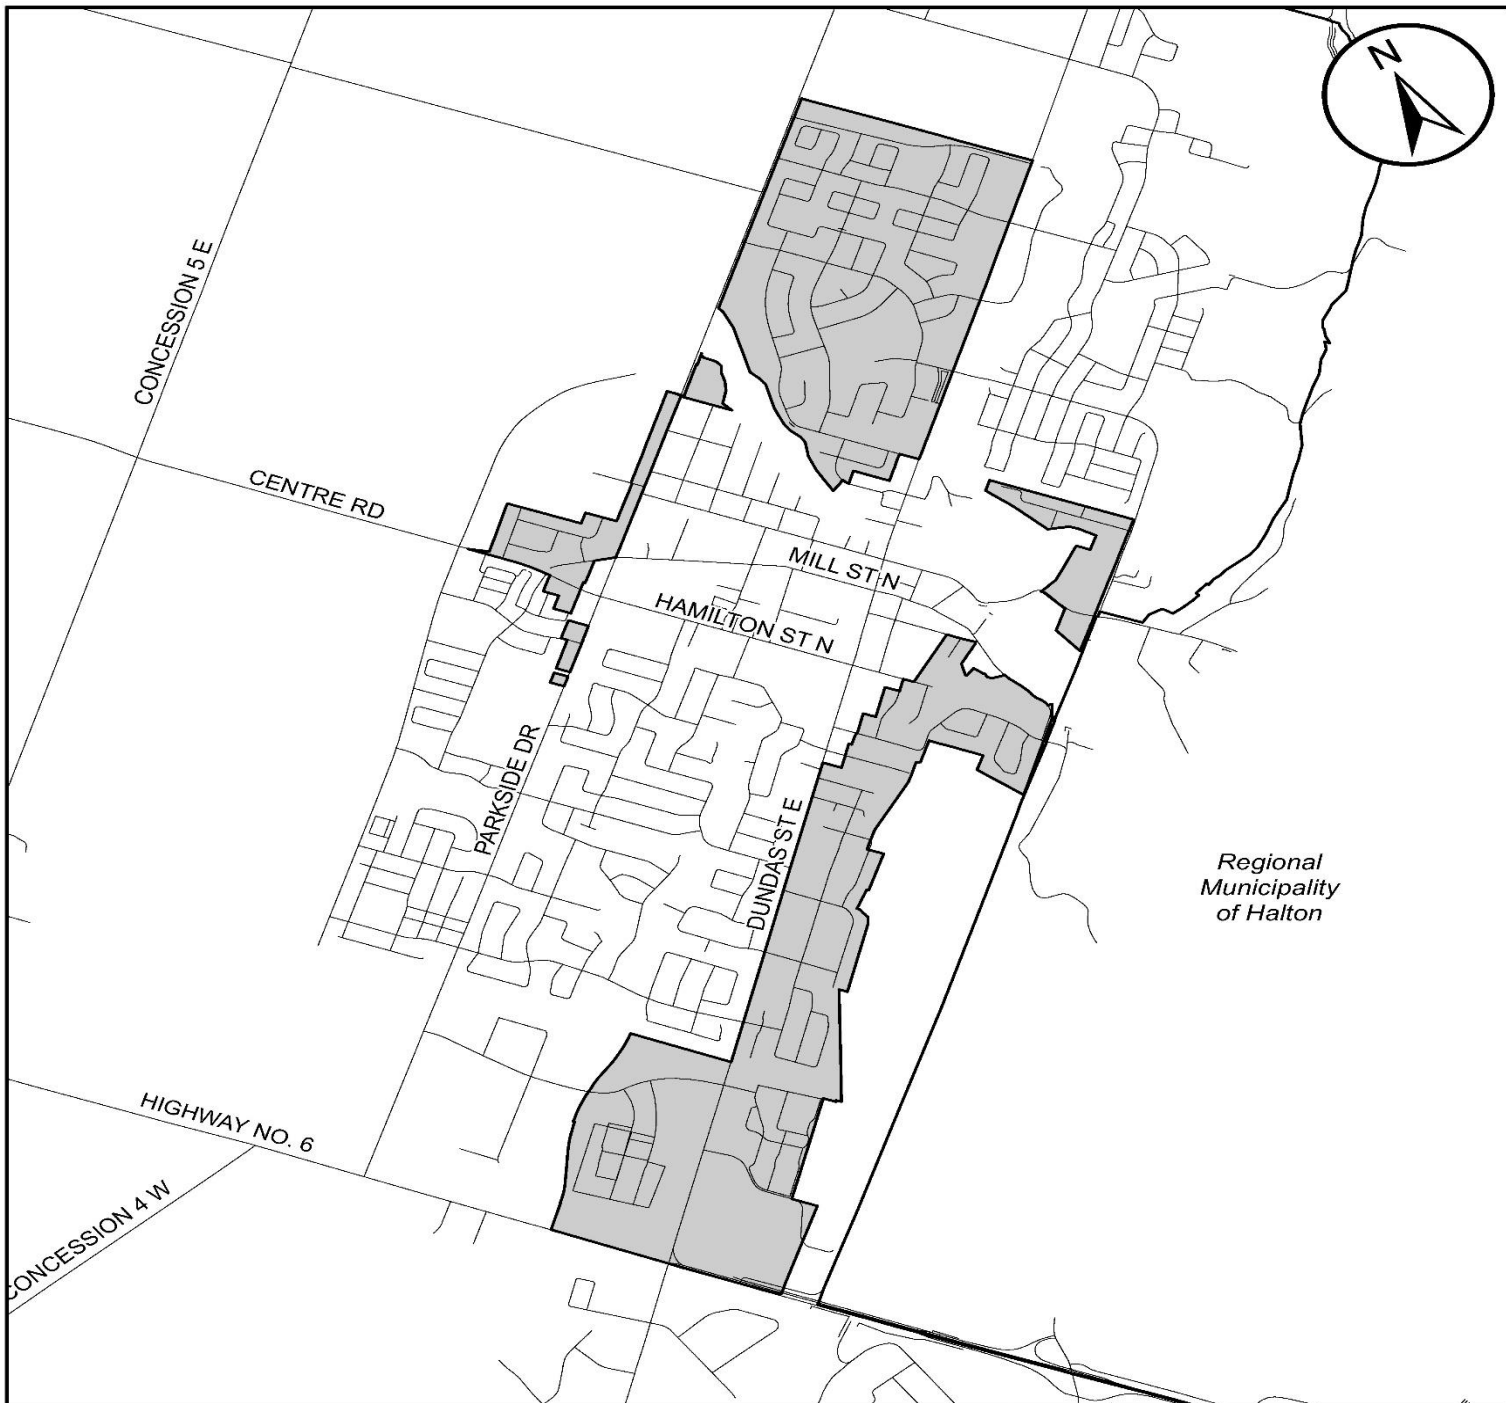 N
CONCESSION 5 E
CENTRE RD
MILL ST N
HAMILTON ST N
PARKSIDE DR
DUNDAS ST E
Regional
Municipality
of Halton
HIGHWAY NO. 6
CONCESSION 4 W